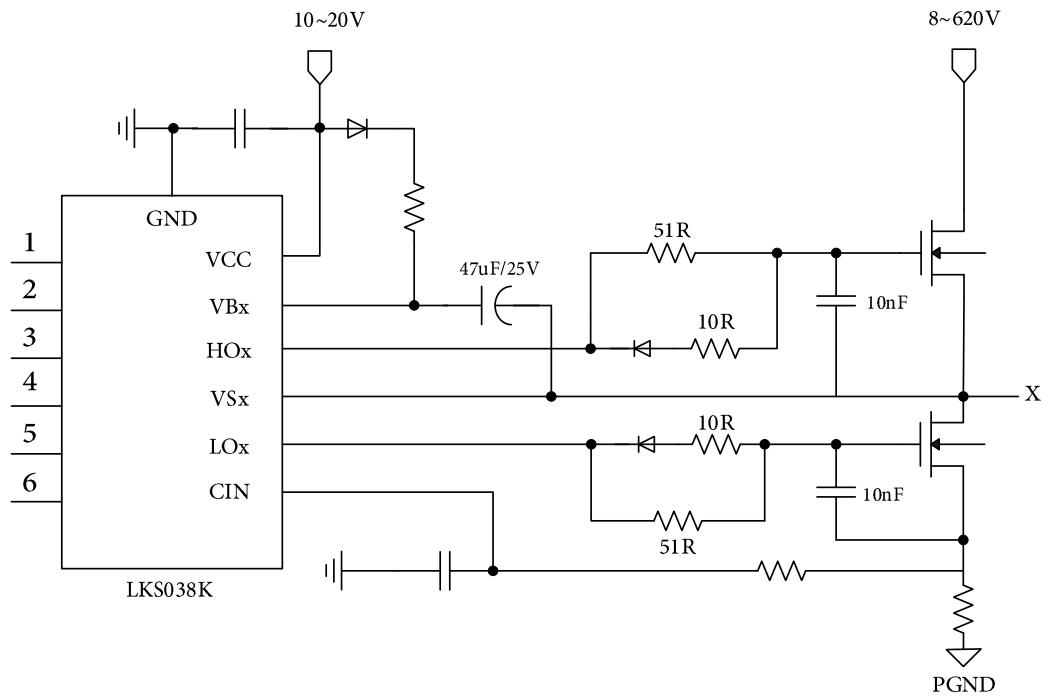 10~20V
8~620V
GND
1
51R
VCC
47uF/25V
2
VBx
10nF
10R
3
HOx
4
VSx
X
10R
5
LOx
6
CIN
10nF
51R
LKS038K
PGND